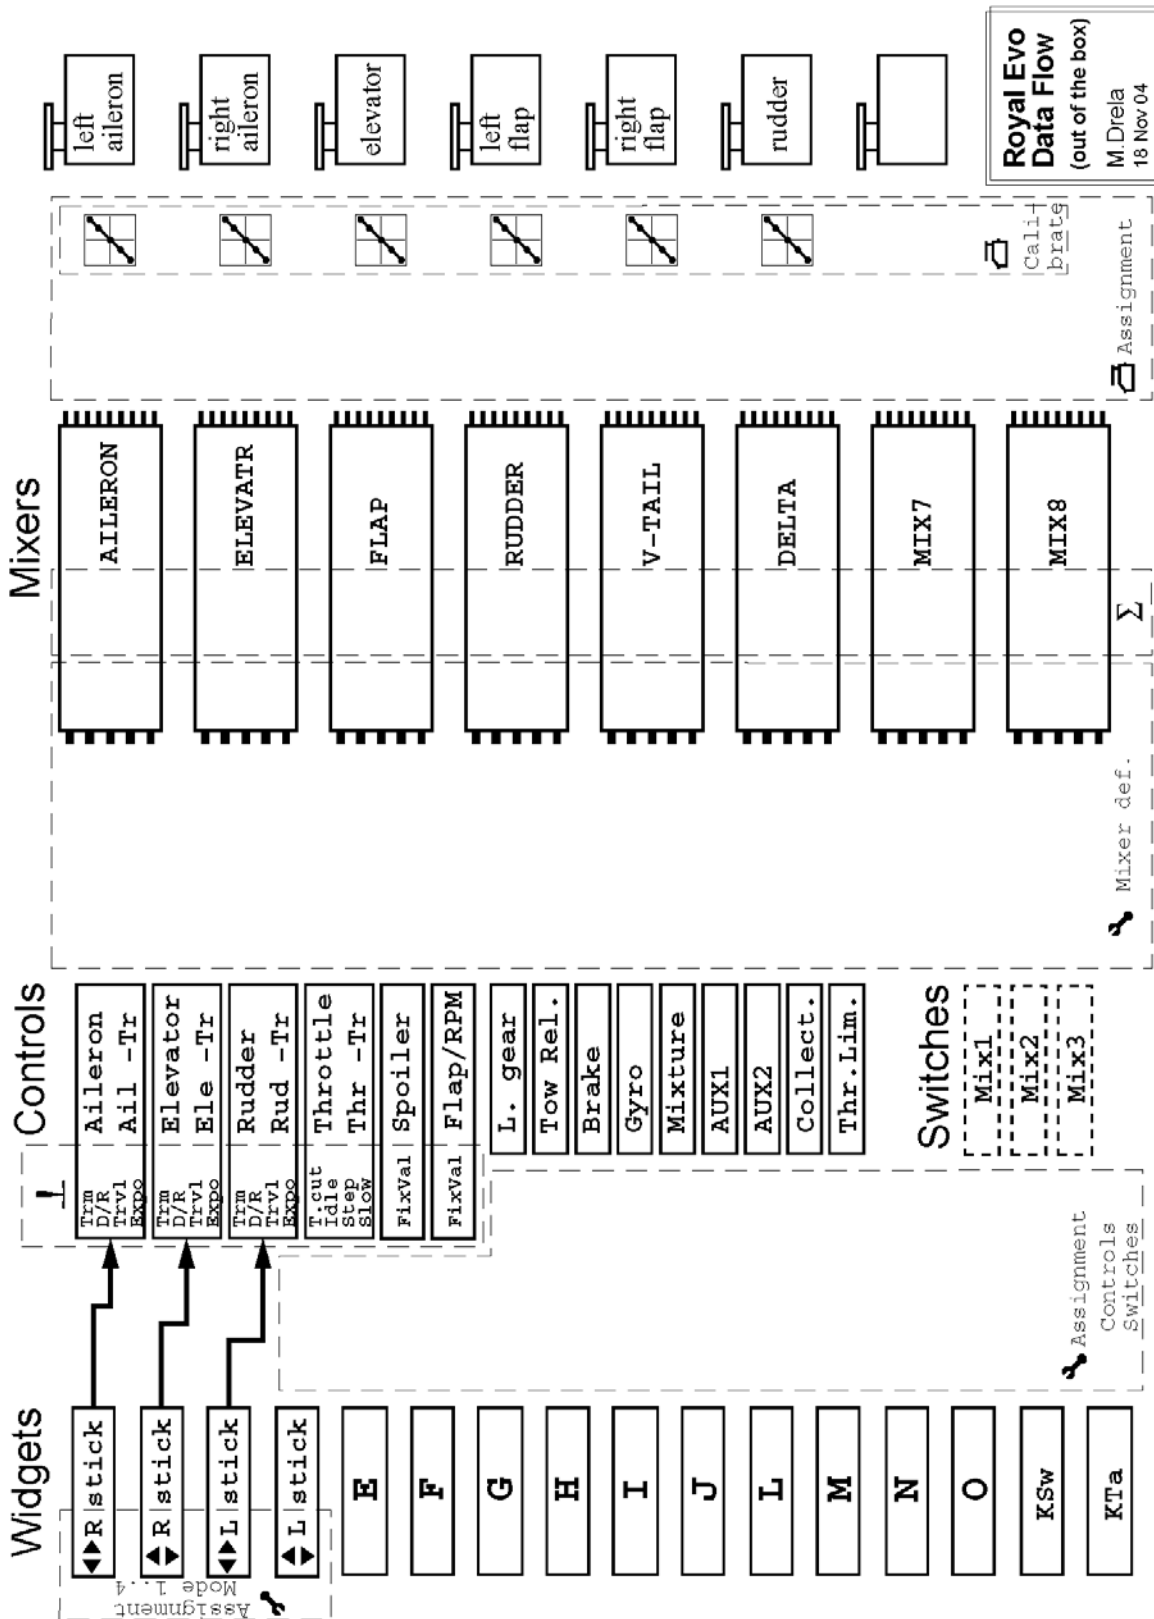 Widgets
Controls
Mixers
R stick
R stick
L stick
L stick
Assignment
Mode 1..4
E
F
G
H
I
J
L
M
N
O
KSw
KTa
Trm
D/R
Trvl
Expo
Aileron
Ail -Tr
Trm
D/R
Trvl
Expo
Elevator
Ele -Tr
Trm
D/R
Trvl
Expo
Rudder
Rud -Tr
T.cut
Idle
Step
Slow
Throttle
Thr -Tr
FixVal Spoiler
FixVal Flap/RPM
L. gear
Tow Rel.
Brake
Gyro
Mixture
AUX1
AUX2
Collect.
Thr.Lim.
Switches
Mix1
Mix2
Mix3
Assignment
Controls
Switches
Mixer def.
AILERON
ELEVATR
FLAP
RUDDER
V-TAIL
DELTA
MIX7
MIX8
Σ
Cali-
brate
Assignment
left
aileron
right
aileron
elevator
left
flap
right
flap
rudder
Royal Evo
Data Flow
(out of the box)
M.Drela
18 Nov 04